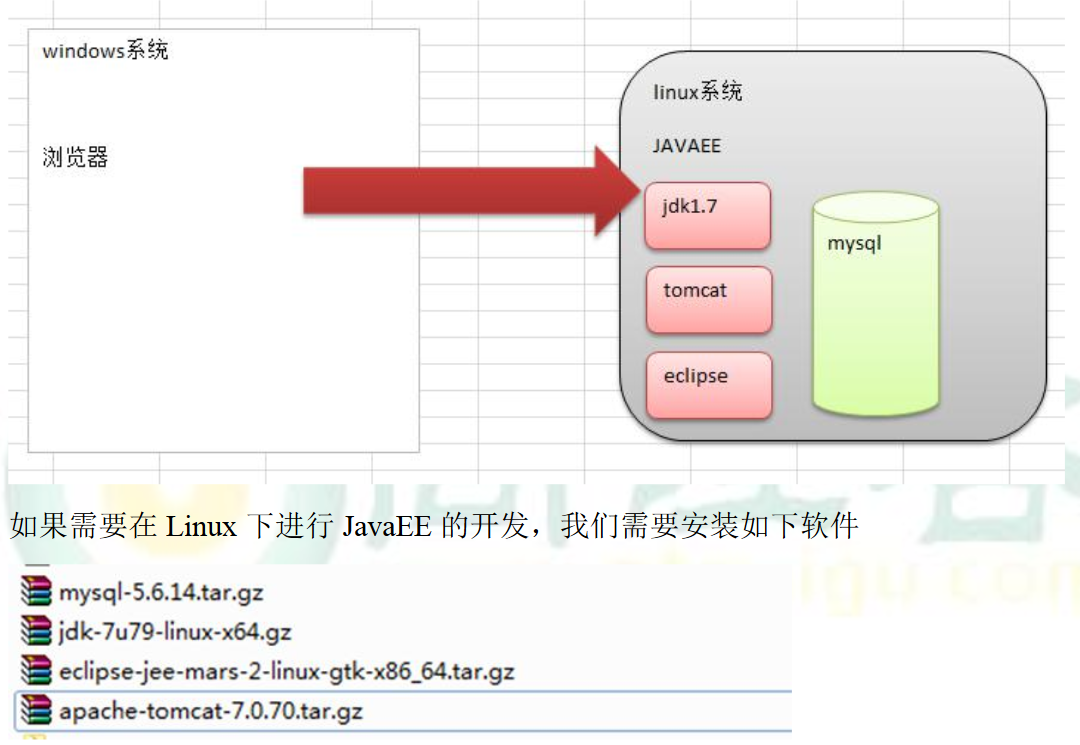 windows系统
浏览器
linux系统
JAVAEE
jdk1.7
tomcat
eclipse
mysql
如果需要在 Linux 下进行 JavaEE 的开发，我们需要安装如下软件
mysql-5.6.14.tar.gz
jdk-7u79-linux-x64.gz
eclipse-jee-mars-2-linux-gtk-x86_64.tar.gz
apache-tomcat-7.0.70.tar.gz